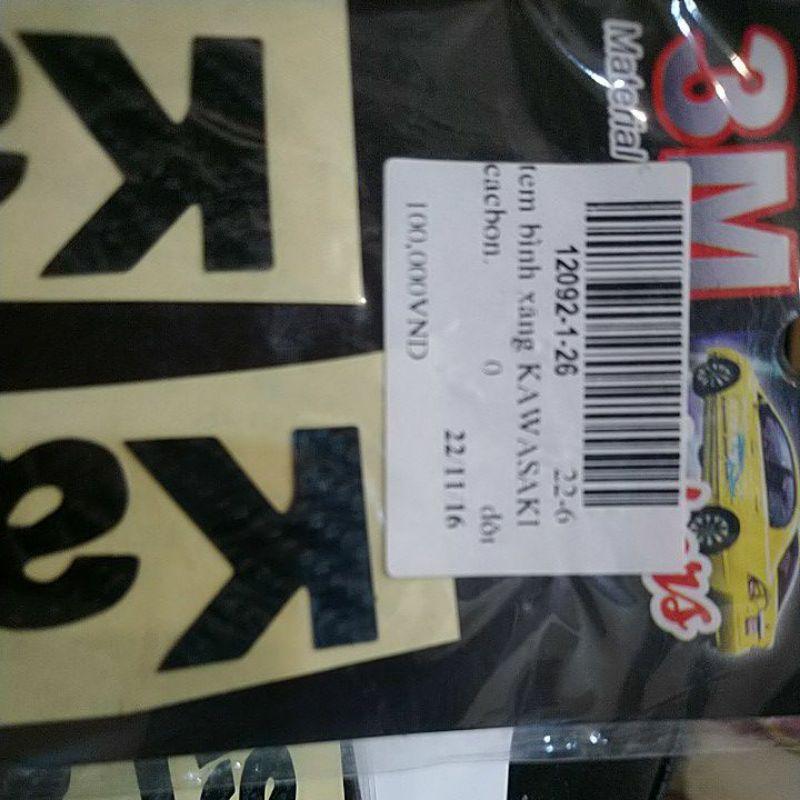 3M
Material
12092-1-26
22-6
tem bình xăng KAWASAKI
cacbon.
0
đôi
22/11/16
100,000VND
Ka
Ka